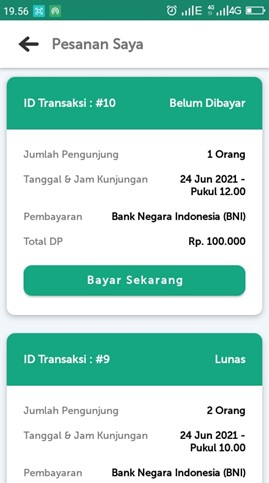 19.56 E 4G 4G
Pesanan Saya
ID Transaksi : #10 Belum Dibayar
Jumlah Pengunjung 1 Orang
Tanggal & Jam Kunjungan 24 Jun 2021 -
Pukul 12.00
Pembayaran Bank Negara Indonesia (BNI)
Total DP Rp. 100.000
Bayar Sekarang
ID Transaksi : #9 Lunas
Jumlah Pengunjung 2 Orang
Tanggal & Jam Kunjungan 24 Jun 2021 -
Pukul 10.00
Pembayaran Bank Negara Indonesia (BNI)